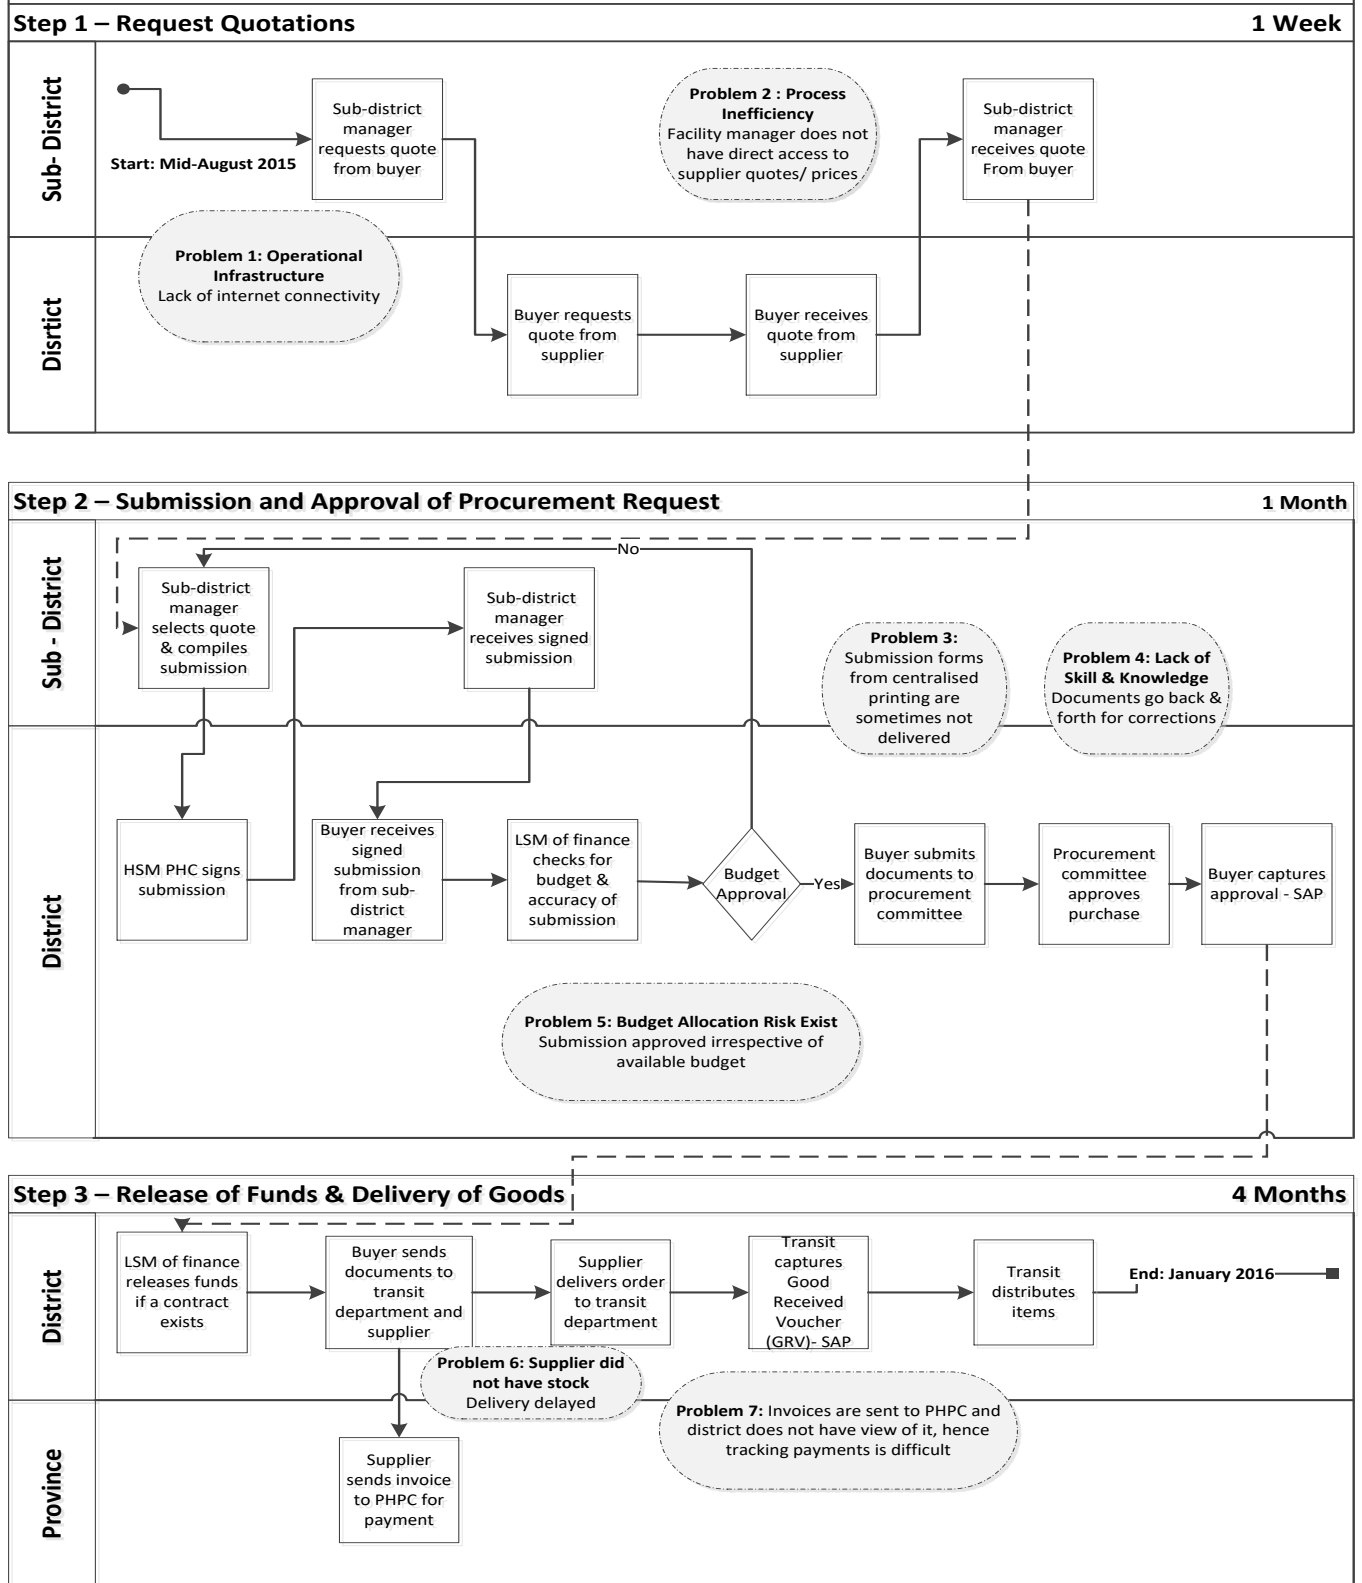 Step 1 – Request Quotations
1 Week
Sub- District
Start: Mid-August 2015
Sub-district
manager
requests quote
from buyer
Problem 2 : Process
Inefficiency
Facility manager does not
have direct access to
supplier quotes/ prices
Sub-district
manager
receives quote
From buyer
Problem 1: Operational
Infrastructure
Lack of internet connectivity
Disrtict
Buyer requests
quote from
supplier
Buyer receives
quote from
supplier
Step 2 – Submission and Approval of Procurement Request
1 Month
Sub - District
No
Sub-district
manager
selects quote
& compiles
submission
Sub-district
manager
receives signed
submission
Problem 3:
Submission forms
from centralised
printing are
sometimes not
delivered
Problem 4: Lack of
Skill & Knowledge
Documents go back &
forth for corrections
District
HSM PHC signs
submission
Buyer receives
signed
submission
from sub-
district
manager
LSM of finance
checks for
budget &
accuracy of
submission
Budget
Approval
Yes
Buyer submits
documents to
procurement
committee
Procurement
committee
approves
purchase
Buyer captures
approval - SAP
Problem 5: Budget Allocation Risk Exist
Submission approved irrespective of
available budget
Step 3 – Release of Funds & Delivery of Goods
4 Months
District
LSM of finance
releases funds
if a contract
exists
Buyer sends
documents to
transit
department and
supplier
Supplier
delivers order
to transit
department
Transit
captures
Good
Received
Voucher
(GRV)- SAP
Transit
distributes
items
End: January 2016
Problem 6: Supplier did
not have stock
Delivery delayed
Problem 7: Invoices are sent to PHPC and
district does not have view of it, hence
tracking payments is difficult
Province
Supplier
sends invoice
to PHPC for
payment